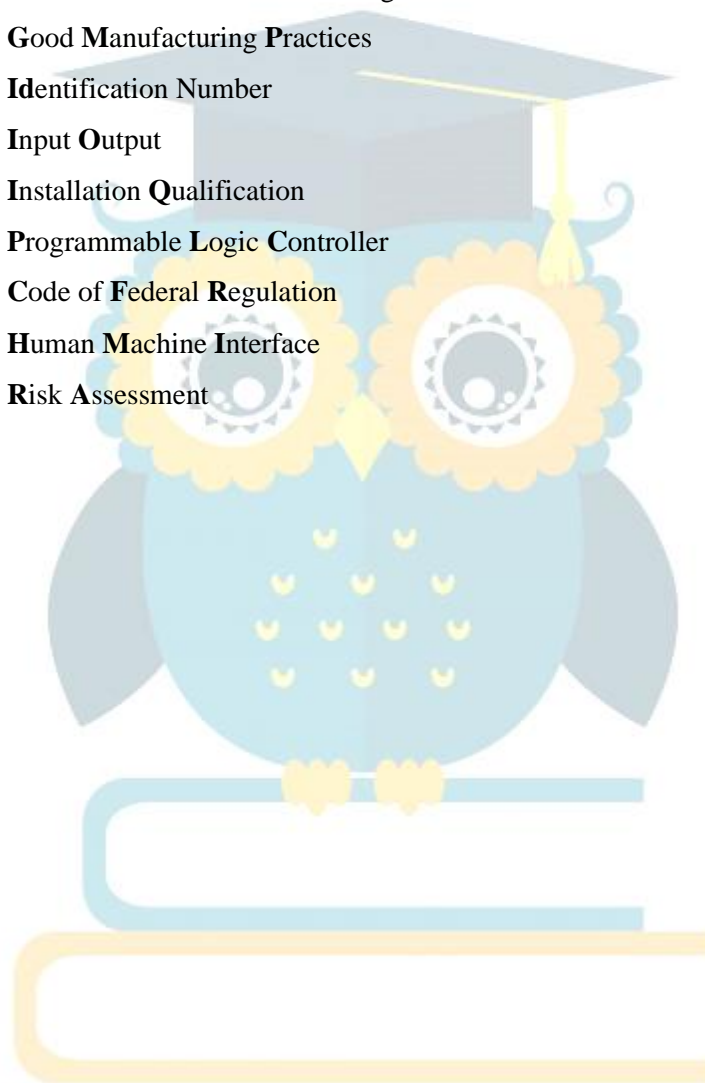 Good Manufacturing Practices
Identification Number
Input Output
Installation Qualification
Programmable Logic Controller
Code of Federal Regulation
Human Machine Interface
Risk Assessment